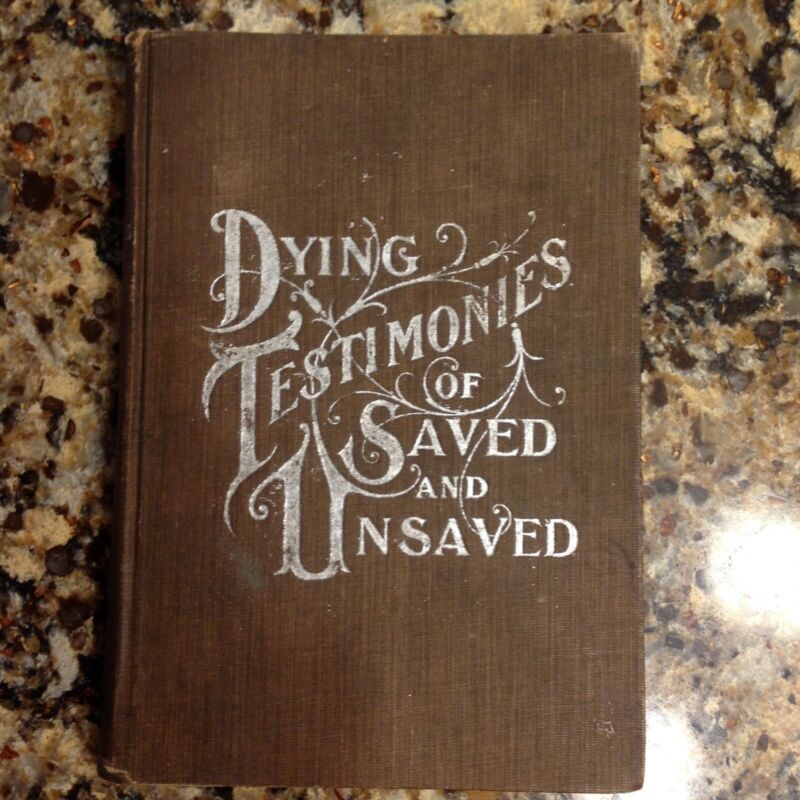 Dying
Testimonies
of
Saved
and
Unsaved